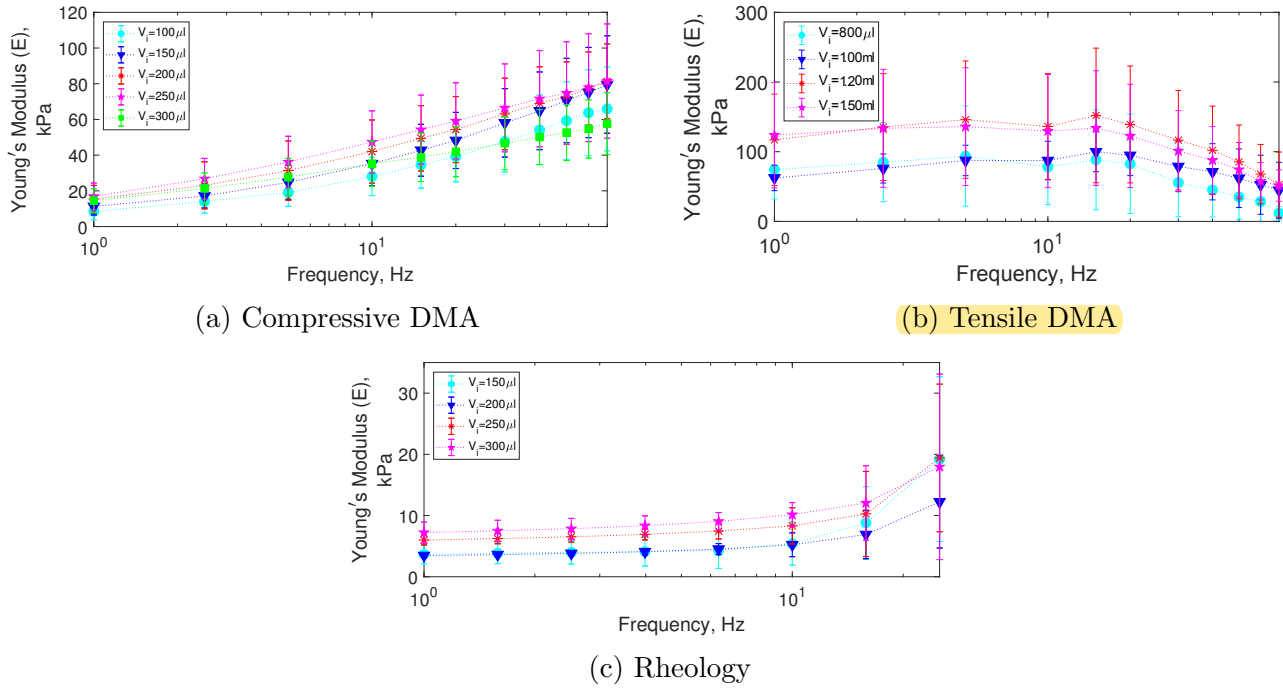 Young's Modulus (E),
kPa
120
100
80
60
40
20
0
V_i=100μl
V_i=150μl
V_i=200μl
V_i=250μl
V_i=300μl
10^0
10^1
Frequency, Hz
(a) Compressive DMA
Young's Modulus (E),
kPa
300
200
100
0
V_i=800μl
V_i=100ml
V_i=120ml
V_i=150ml
10^0
10^1
Frequency, Hz
(b) Tensile DMA
Young's Modulus (E),
kPa
30
20
10
0
V_i=150μl
V_i=200μl
V_i=250μl
V_i=300μl
10^0
10^1
Frequency, Hz
(c) Rheology